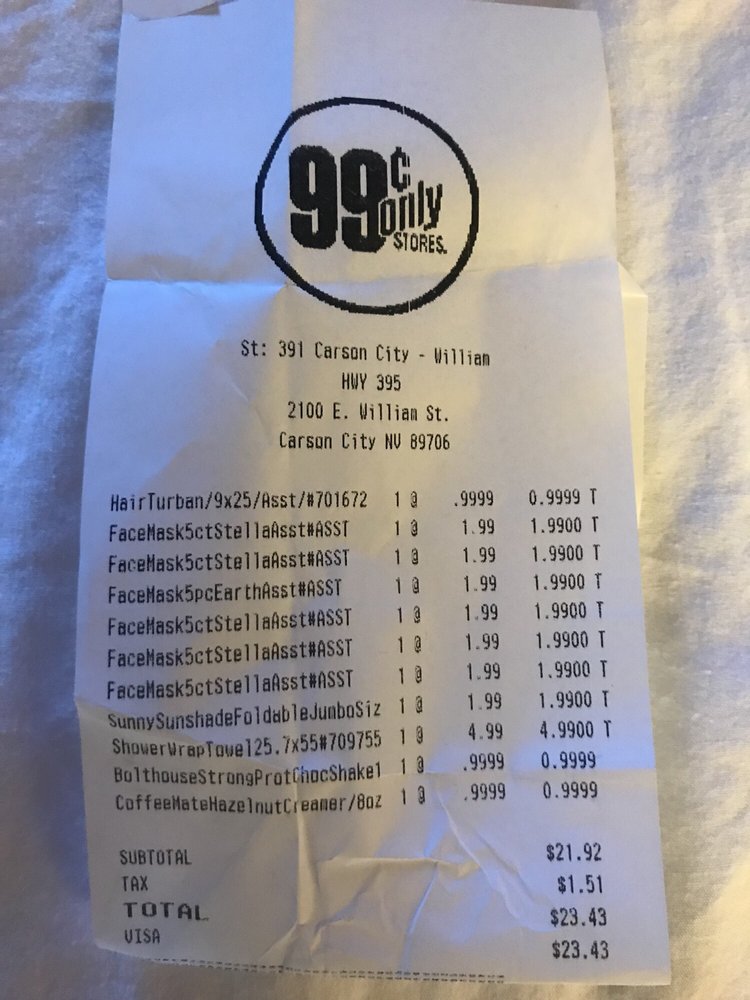 99¢
only
STORES.
St: 391 Carson City - William
HWY 395
2100 E. William St.
Carson City NV 89706
HairTurban/9x25/Asst/#701672 1 @ .9999 0.9999 T
FaceMask5ctStellaAsst#ASST 1 @ 1.99 1.9900 T
FaceMask5ctStellaAsst#ASST 1 @ 1.99 1.9900 T
FaceMask5pcEarthAsst#ASST 1 @ 1.99 1.9900 T
FaceMask5ctStellaAsst#ASST 1 @ 1.99 1.9900 T
FaceMask5ctStellaAsst#ASST 1 @ 1.99 1.9900 T
FaceMask5ctStellaAsst#ASST 1 @ 1.99 1.9900 T
SunnySunshadeFoldableJumboSiz 1 @ 1.99 1.9900 T
ShowerWrapTowel25.7x55#709755 1 @ 4.99 4.9900 T
BolthouseStrongProtChocShake1 1 @ .9999 0.9999
CoffeeMateHazelnutCreamer/8oz 1 @ .9999 0.9999
SUBTOTAL $21.92
TAX $1.51
TOTAL $23.43
VISA $23.43